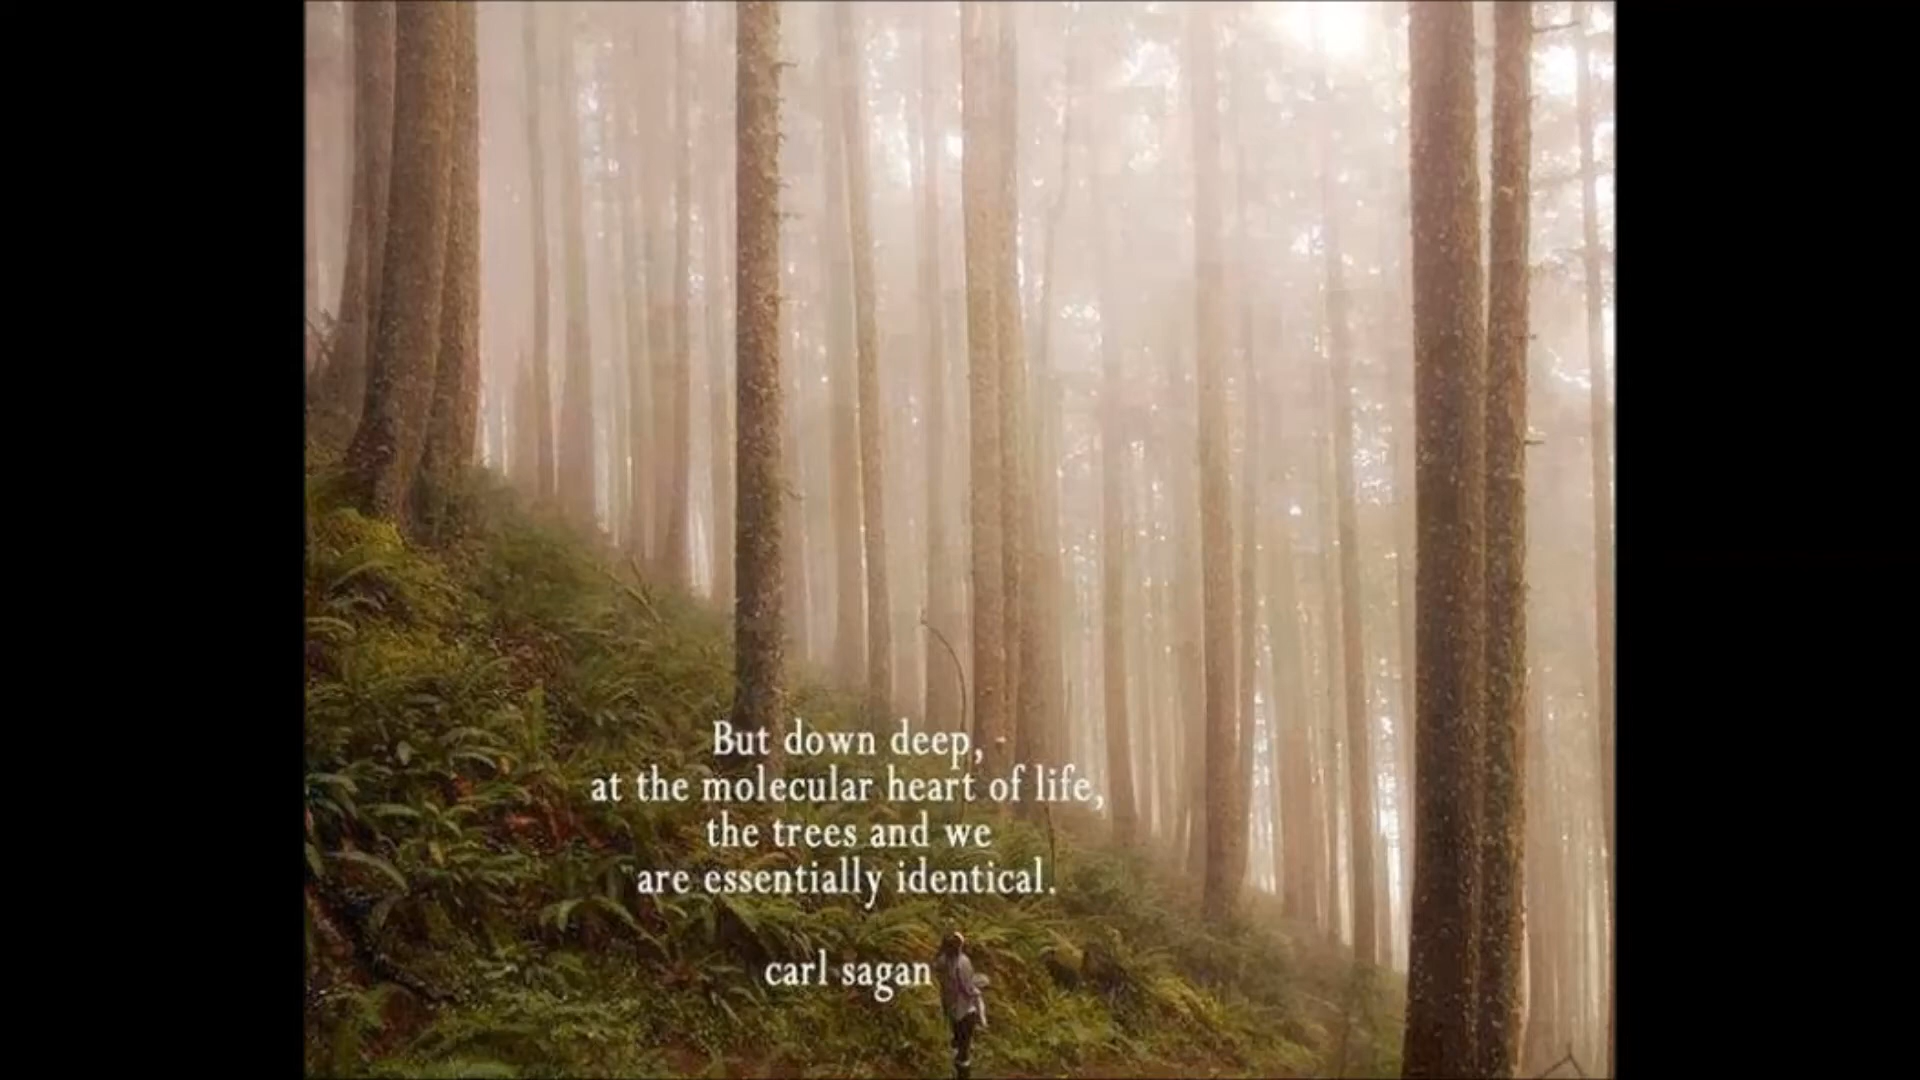 But down deep,
at the molecular heart of life,
the trees and we
are essentially identical.
carl sagan